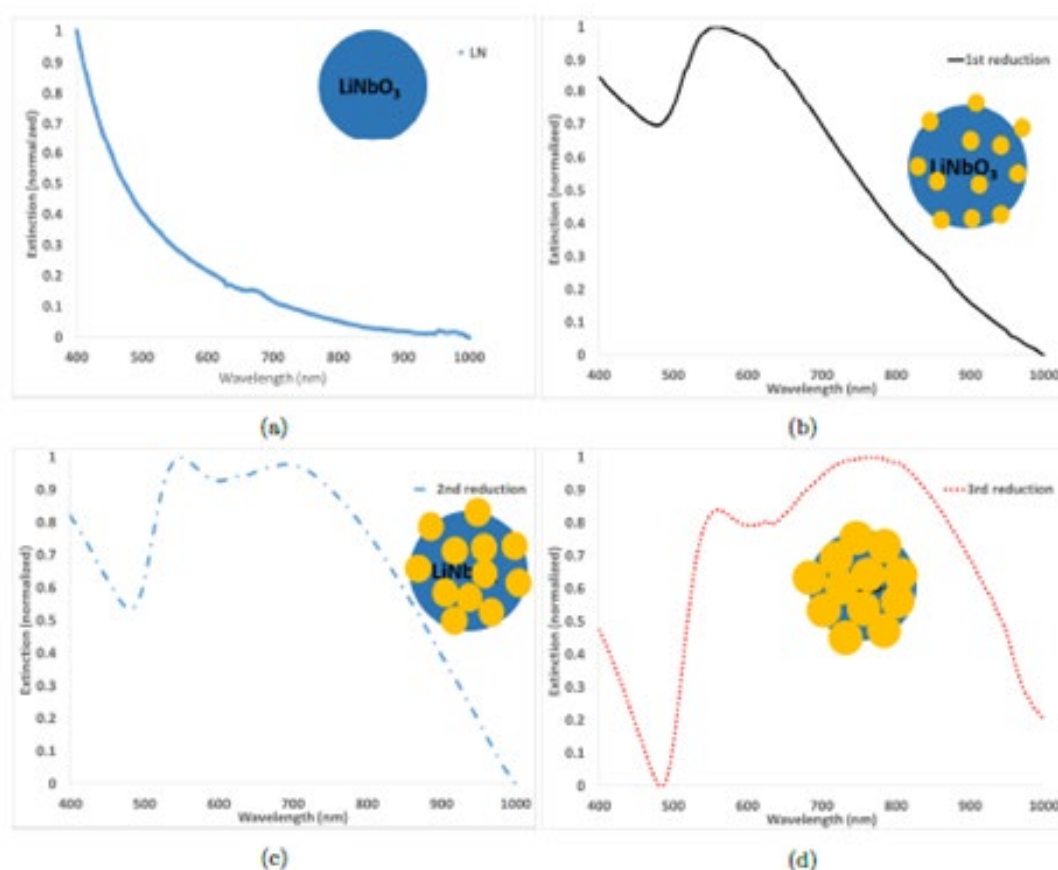 1
0.9
0.8
0.7
0.6
0.5
0.4
0.3
0.2
0.1
0
Extinction (normalized)
LN
LiNbO3
400 500 600 700 800 900 1000
Wavelength (nm)
(a)
1
0.9
0.8
0.7
0.6
0.5
0.4
0.3
0.2
0.1
0
Extinction (normalized)
1st reduction
LiNbO3
400 500 600 700 800 900 1000
Wavelength (nm)
(b)
1
0.9
0.8
0.7
0.6
0.5
0.4
0.3
0.2
0.1
0
Extinction (normalized)
2nd reduction
LiNb
400 500 600 700 800 900 1000
Wavelength (nm)
(c)
1
0.9
0.8
0.7
0.6
0.5
0.4
0.3
0.2
0.1
0
Extinction (normalized)
3rd reduction
400 500 600 700 800 900 1000
Wavelength (nm)
(d)